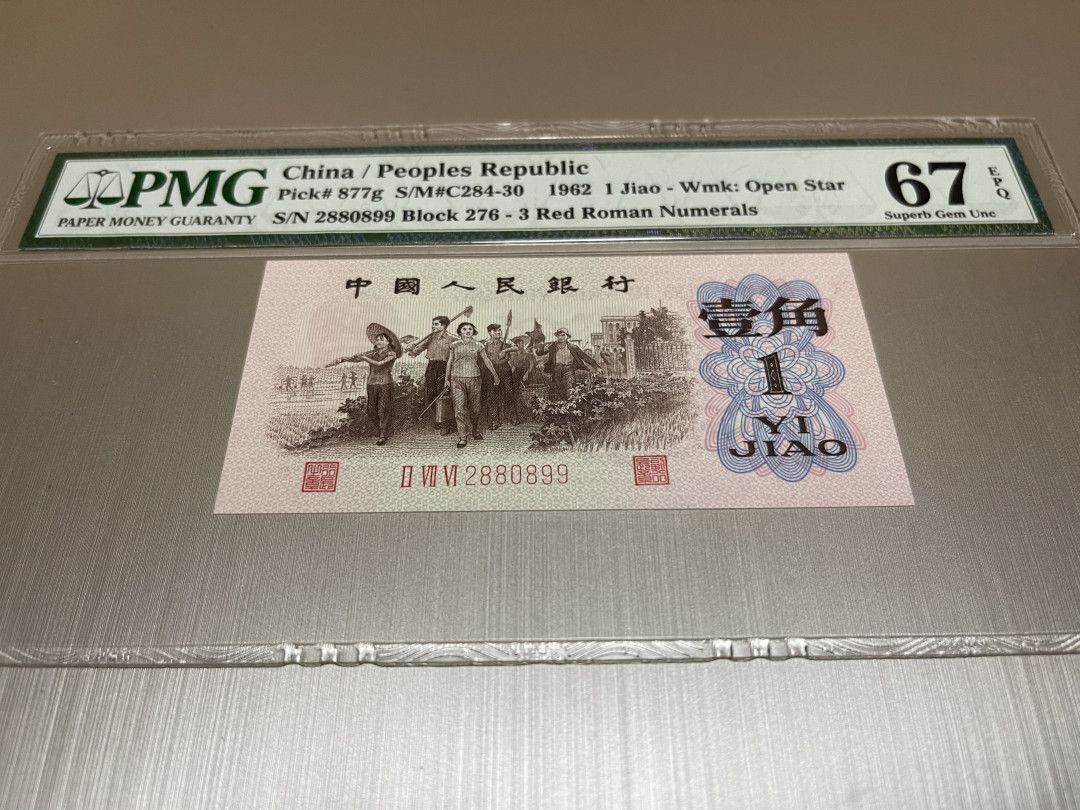 PMG
PAPER MONEY GUARANTY
China / Peoples Republic
Pick# 877g S/M#C284-30 1962 1 Jiao - Wmk: Open Star
S/N 2880899 Block 276 - 3 Red Roman Numerals
67
EPQ
Superb Gem Unc
中國人民銀行
壹角
1
YI
JIAO
II VII VI 2880899